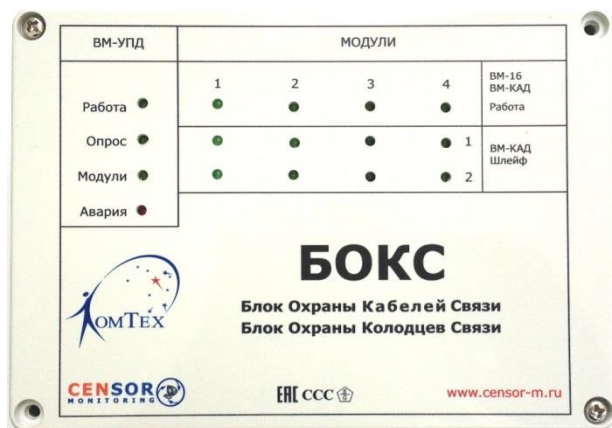 ВМ-УПД
МОДУЛИ
1 2 3 4
ВМ-16
ВМ-КАД
Работа
Работа
Опрос
1
ВМ-КАД
Шлейф
Модули
2
Авария
БОКС
Блок Охраны Кабелей Связи
Блок Охраны Колодцев Связи
КомТех
CENSOR
MONITORING
ЕАС ССС
www.censor-m.ru